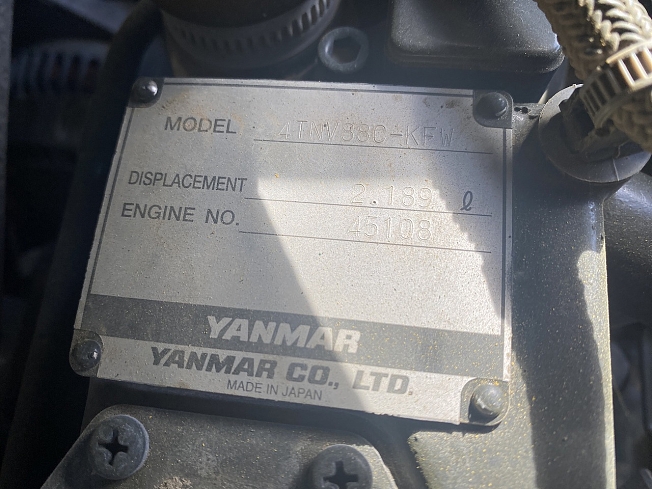 MODEL 4TNV88C-KFW
DISPLACEMENT 2.189 ℓ
ENGINE NO. 45108
YANMAR
YANMAR CO., LTD.
MADE IN JAPAN